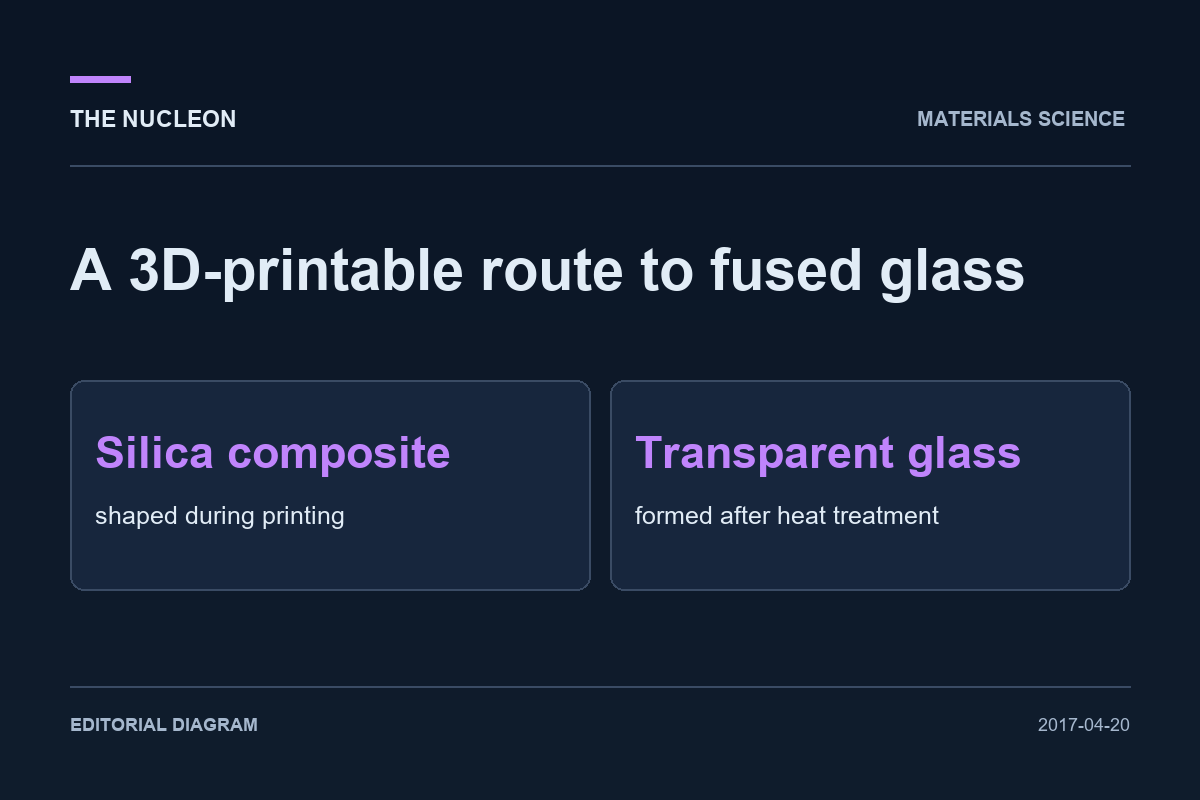 THE NUCLEON
MATERIALS SCIENCE
A 3D-printable route to fused glass
Silica composite
shaped during printing
Transparent glass
formed after heat treatment
EDITORIAL DIAGRAM
2017-04-20